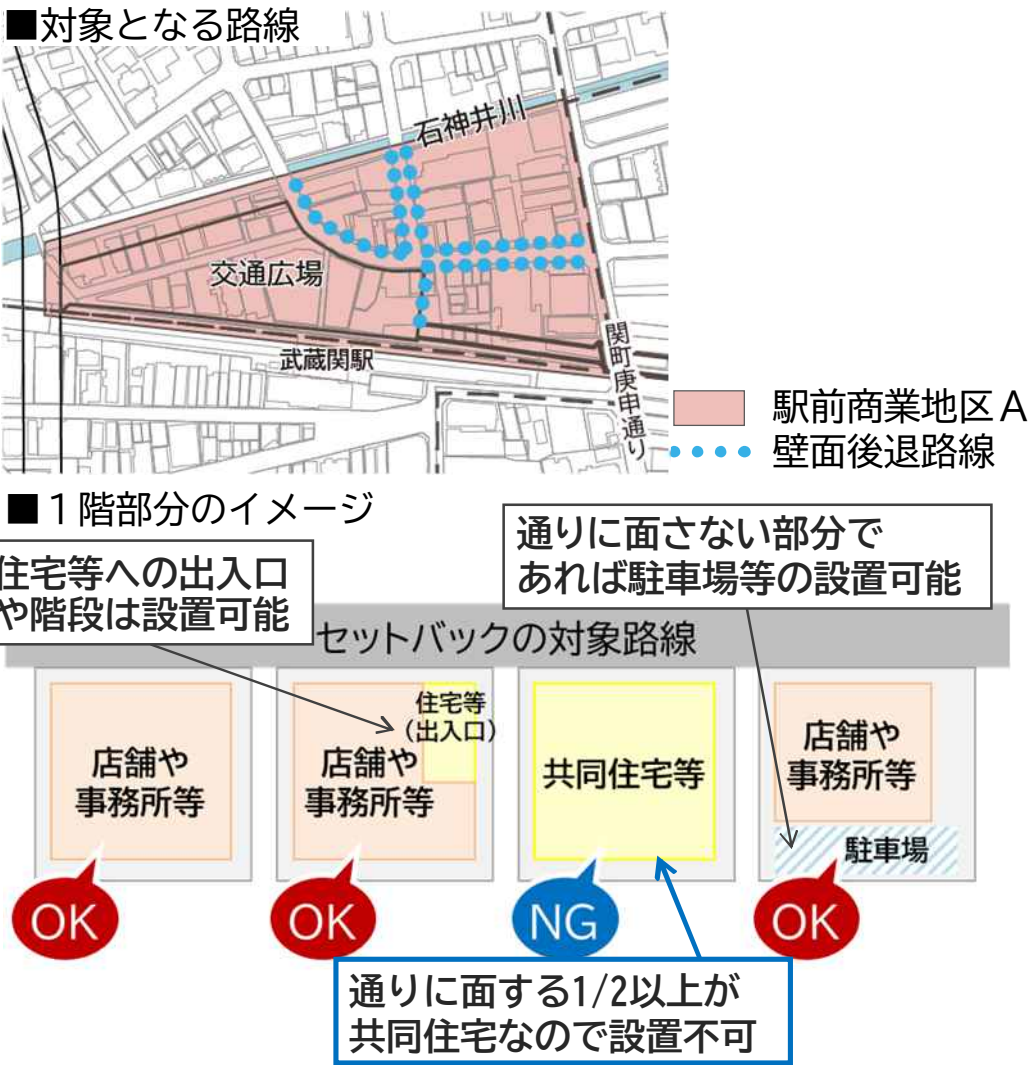 ■対象となる路線
石神井川
交通広場
武蔵関駅
関町庚申通り
駅前商業地区A
壁面後退路線
■１階部分のイメージ
住宅等への出入口
や階段は設置可能
通りに面さない部分で
あれば駐車場等の設置可能
セットバックの対象路線
店舗や
事務所等
住宅等
（出入口）
店舗や
事務所等
共同住宅等
店舗や
事務所等
駐車場
OK
OK
NG
OK
通りに面する1/2以上が
共同住宅なので設置不可